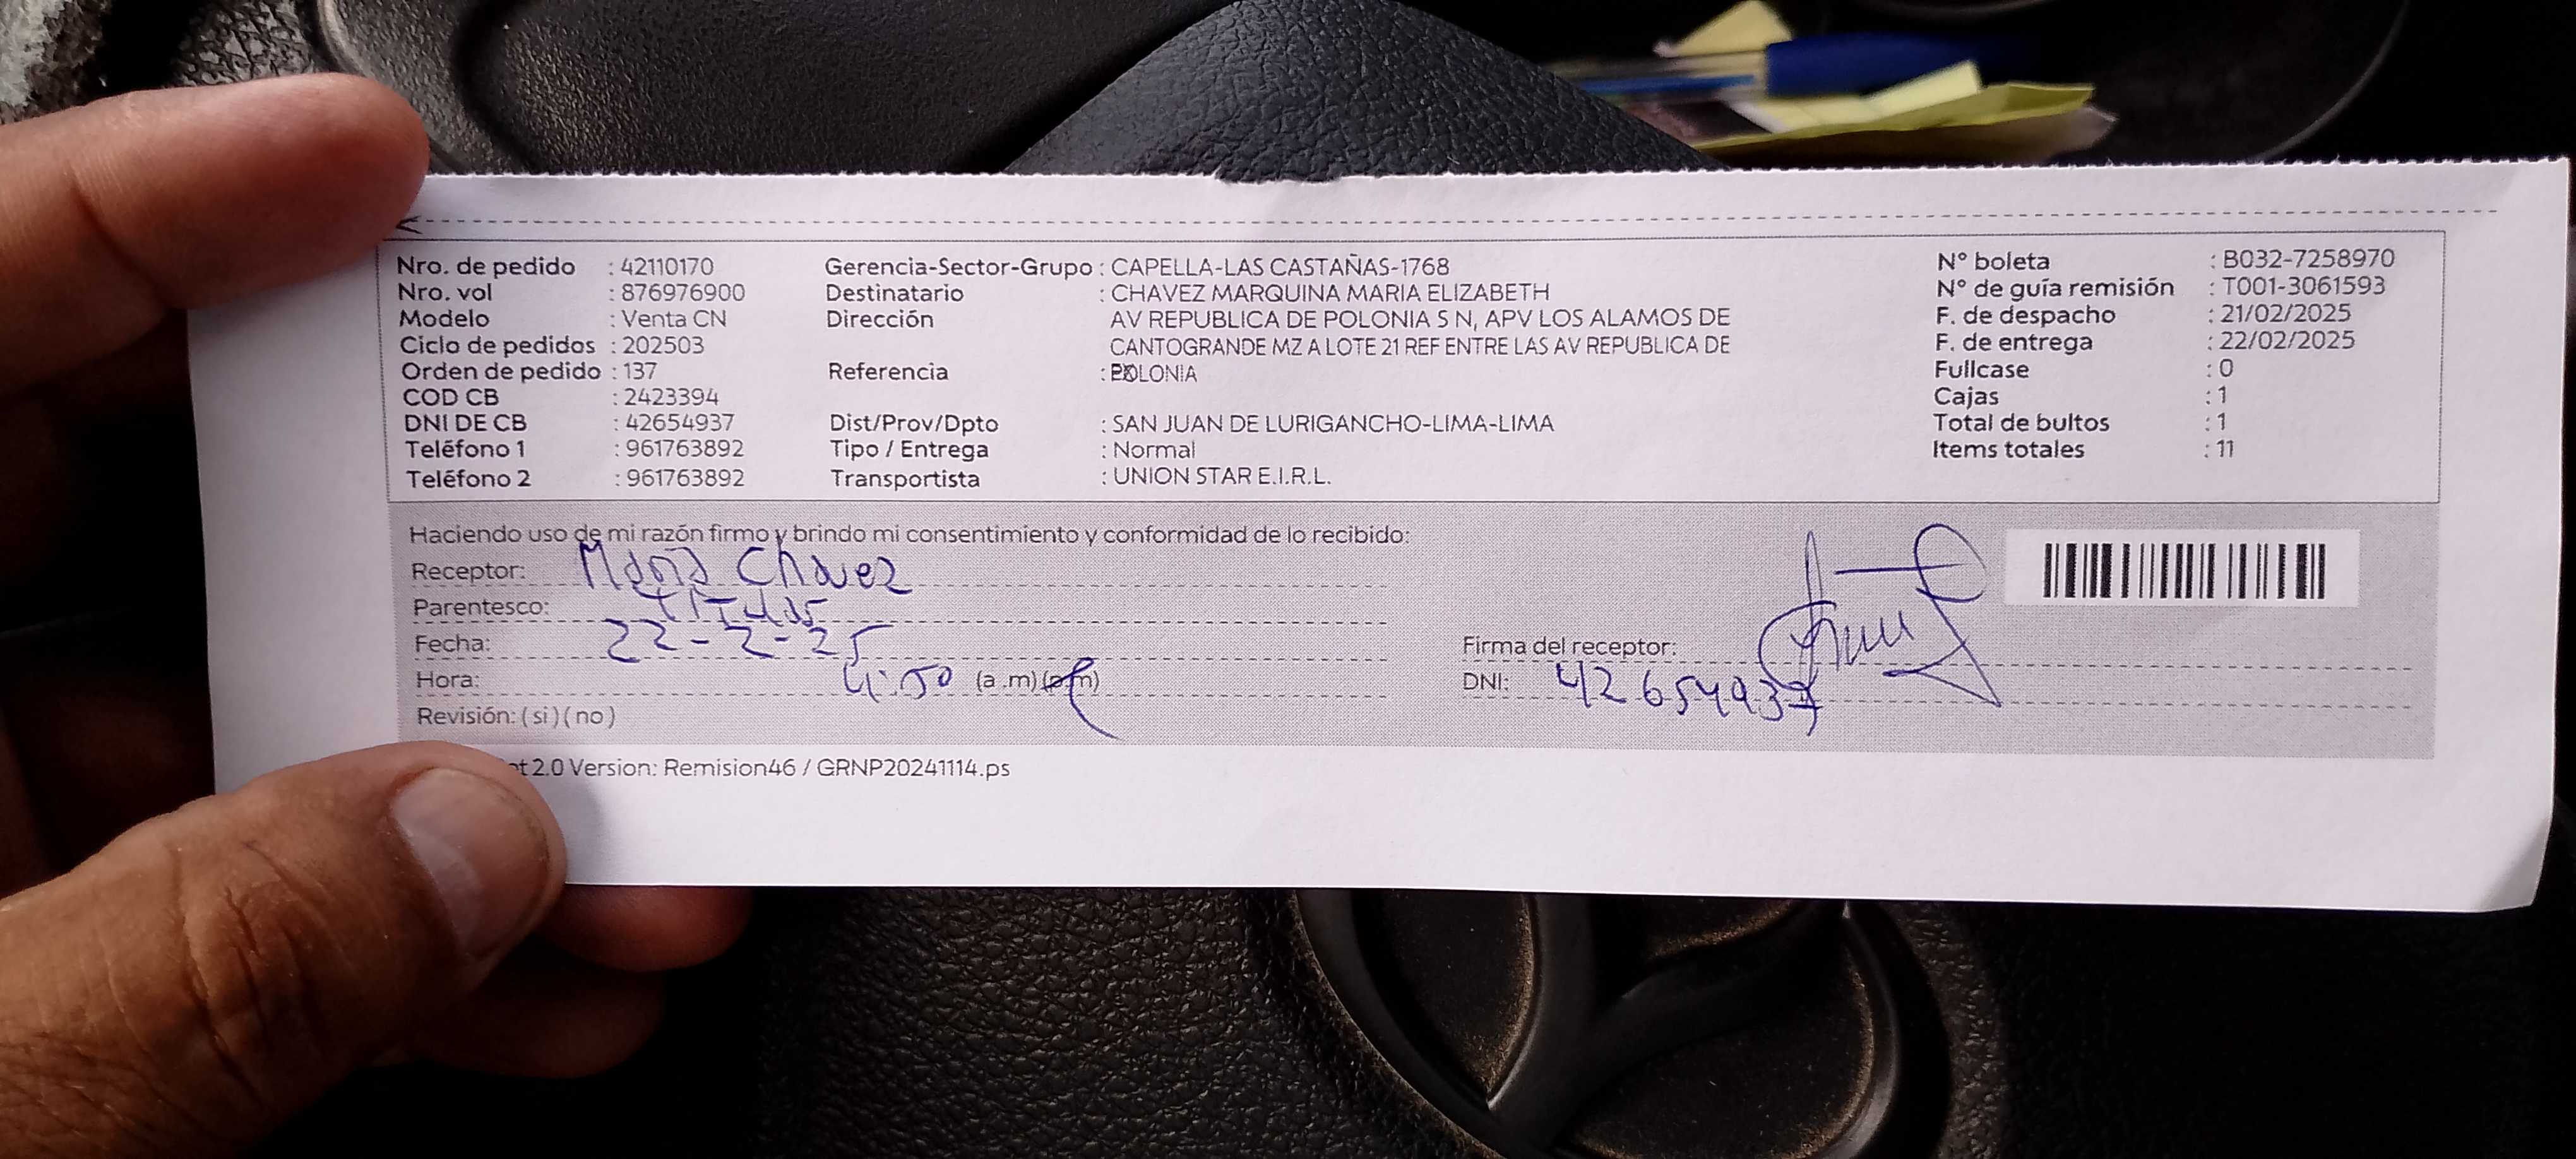 Nro. de pedido : 42110170
Nro. vol : 876976900
Modelo : Venta CN
Ciclo de pedidos : 202503
Orden de pedido : 137
COD CB : 2423394
DNI DE CB : 42654937
Teléfono 1 : 961763892
Teléfono 2 : 961763892
Gerencia-Sector-Grupo : CAPELLA-LAS CASTAÑAS-1768
Destinatario : CHAVEZ MARQUINA MARIA ELIZABETH
Dirección AV REPUBLICA DE POLONIA S N, APV LOS ALAMOS DE
CANTOGRANDE MZ A LOTE 21 REF ENTRE LAS AV REPUBLICA DE
Referencia : POLONIA
Dist/Prov/Dpto : SAN JUAN DE LURIGANCHO-LIMA-LIMA
Tipo / Entrega : Normal
Transportista : UNION STAR E.I.R.L.
N° boleta : B032-7258970
N° de guía remisión : T001-3061593
F. de despacho : 21/02/2025
F. de entrega : 22/02/2025
Fullcase : 0
Cajas : 1
Total de bultos : 1
Items totales : 11
Haciendo uso de mi razón firmo y brindo mi consentimiento y conformidad de lo recibido:
Receptor: Maria Chavez
Parentesco:
Fecha: 22-2-25
Hora: 4:50 (a .m) (p.m)
Revisión: ( si ) ( no )
Firma del receptor:
DNI: 42654937
2.0 Version: Remision46 / GRNP20241114.ps